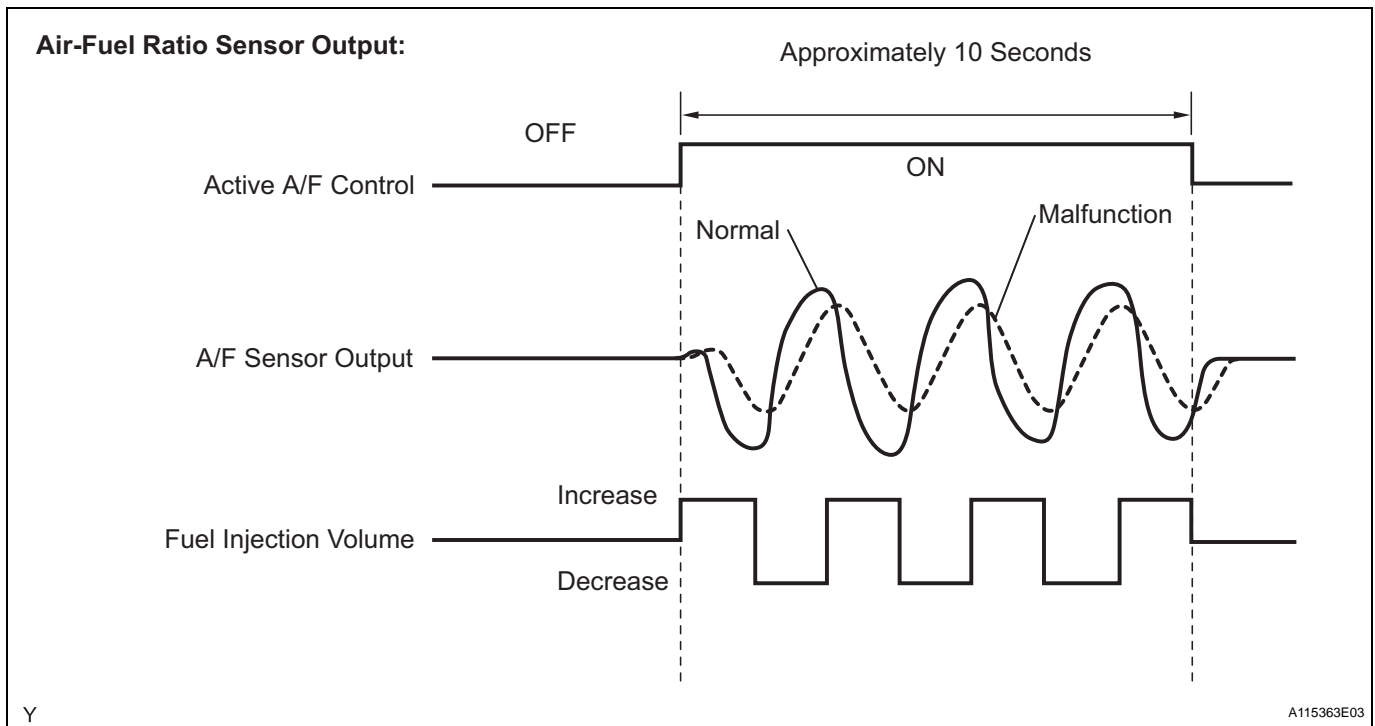 Air-Fuel Ratio Sensor Output:
Approximately 10 Seconds
OFF
ON
Active A/F Control
Normal
Malfunction
A/F Sensor Output
Increase
Fuel Injection Volume
Decrease
Y
A115363E03